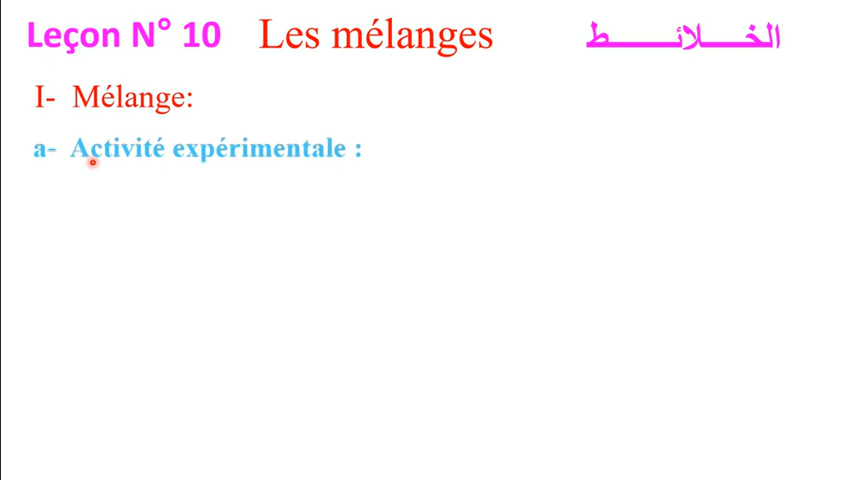 Leçon N° 10 Les mélanges الخلائط
I- Mélange:
a- Activité expérimentale :